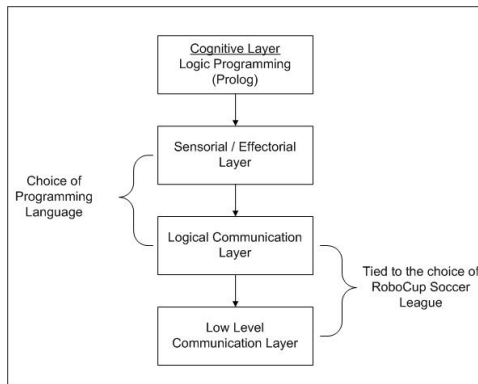 Cognitive Layer
Logic Programming
(Prolog)
Sensorial / Effectorial
Layer
Choice of
Programming
Language
Logical Communication
Layer
Tied to the choice of
RoboCup Soccer
League
Low Level
Communication Layer